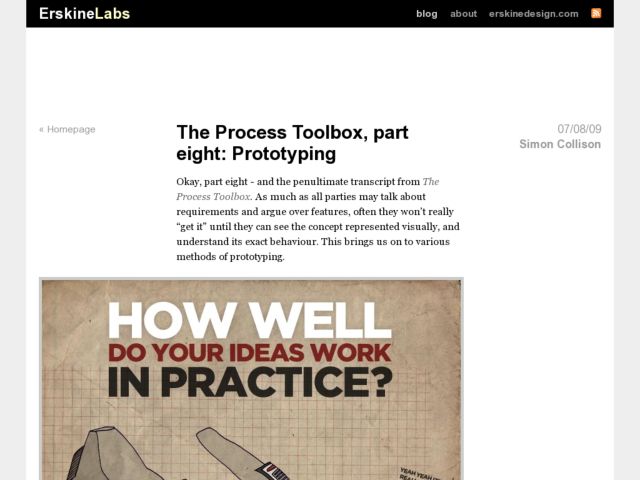 ErskineLabs
blog about erskinedesign.com
« Homepage
The Process Toolbox, part
eight: Prototyping
07/08/09
Simon Collison
Okay, part eight - and the penultimate transcript from The
Process Toolbox. As much as all parties may talk about
requirements and argue over features, often they won't really
“get it” until they can see the concept represented visually, and
understand its exact behaviour. This brings us on to various
methods of prototyping.
HOW WELL
DO YOUR IDEAS WORK
IN PRACTICE?
YEAH YEAH